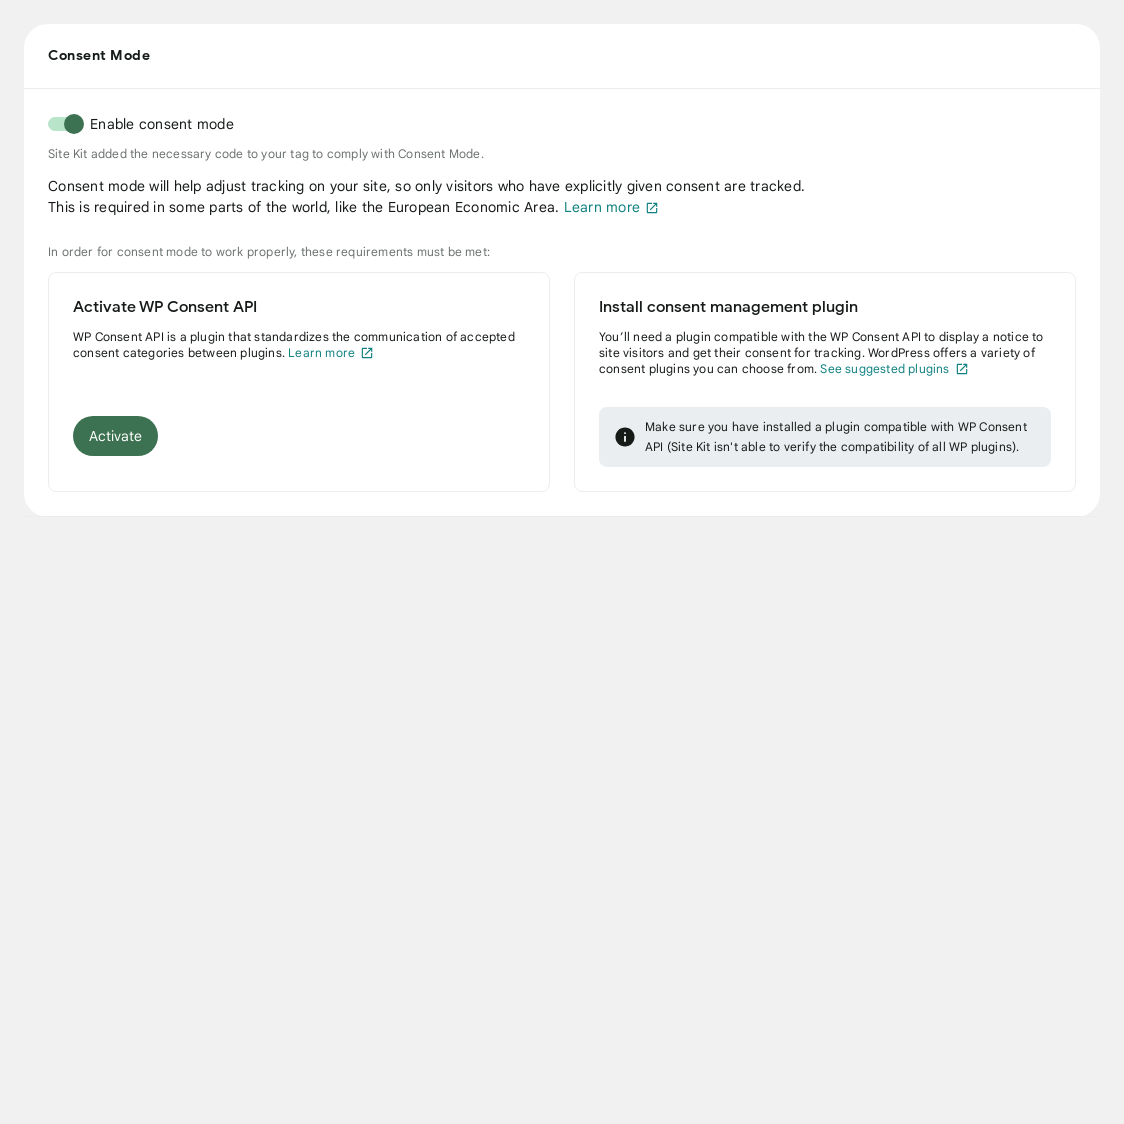 Consent Mode
Enable consent mode
Site Kit added the necessary code to your tag to comply with Consent Mode.
Consent mode will help adjust tracking on your site, so only visitors who have explicitly given consent are tracked.
This is required in some parts of the world, like the European Economic Area. Learn more
In order for consent mode to work properly, these requirements must be met:
Activate WP Consent API
WP Consent API is a plugin that standardizes the communication of accepted
consent categories between plugins. Learn more
Activate
Install consent management plugin
You’ll need a plugin compatible with the WP Consent API to display a notice to
site visitors and get their consent for tracking. WordPress offers a variety of
consent plugins you can choose from. See suggested plugins
Make sure you have installed a plugin compatible with WP Consent
API (Site Kit isn't able to verify the compatibility of all WP plugins).